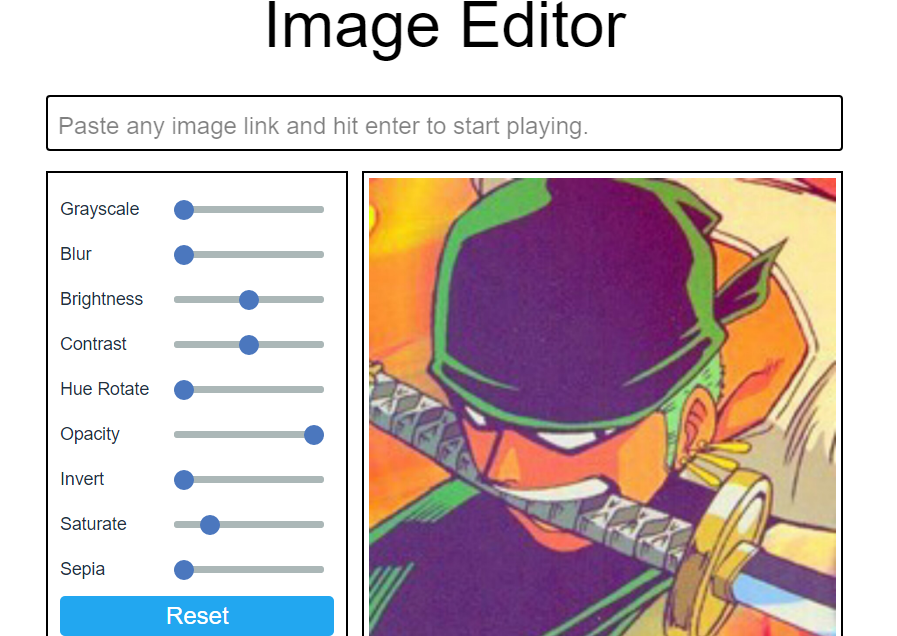 Image Editor
Paste any image link and hit enter to start playing.
Grayscale
Blur
Brightness
Contrast
Hue Rotate
Opacity
Invert
Saturate
Sepia
Reset